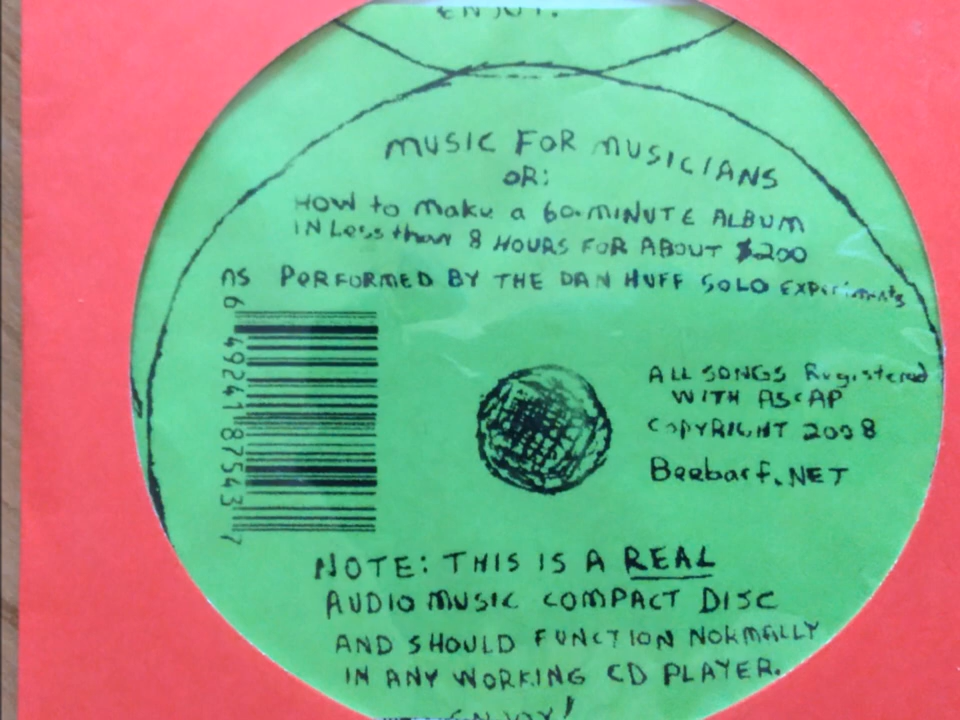 ENJOY.
MUSIC FOR MUSICIANS
OR:
HOW to Make a 60-MINUTE ALBUM
IN Less than 8 HOURS FOR ABOUT $200
AS PERFORMED BY THE DAN HUFF SOLO EXPeriments
6 49241 87543 7
ALL SONGS Registered
WITH ASCAP
COPYRIGHT 2008
Beebarf.NET
NOTE: THIS IS A REAL
AUDIO MUSIC COMPACT DISC
AND SHOULD FUNCTION NORMALLY
IN ANY WORKING CD PLAYER.
ENJOY!